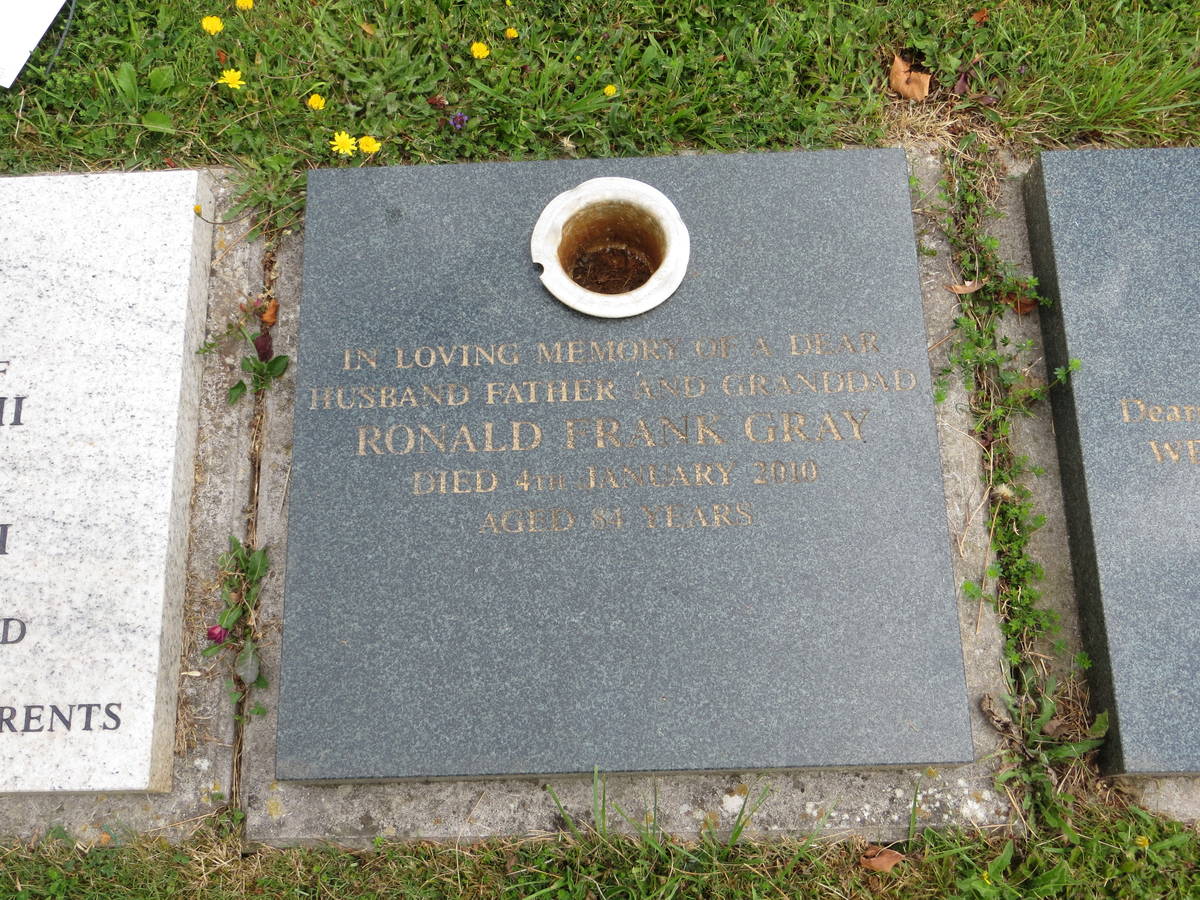 IN LOVING MEMORY OF A DEAR
HUSBAND FATHER AND GRANDDAD
RONALD FRANK GRAY
DIED 4TH JANUARY 2010
AGED 84 YEARS
D
RENTS
Dear